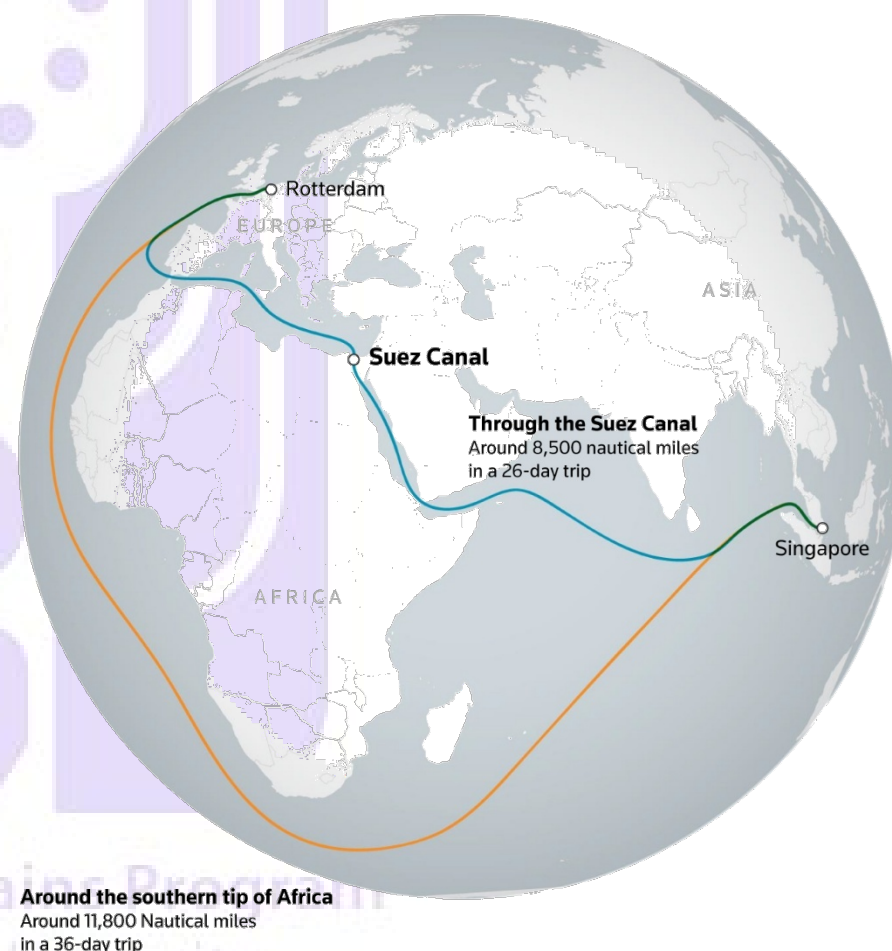 Rotterdam
EUROPE
ASIA
Suez Canal
Through the Suez Canal
Around 8,500 nautical miles
in a 26-day trip
Singapore
AFRICA
Program
Around the southern tip of Africa
Around 11,800 Nautical miles
in a 36-day trip